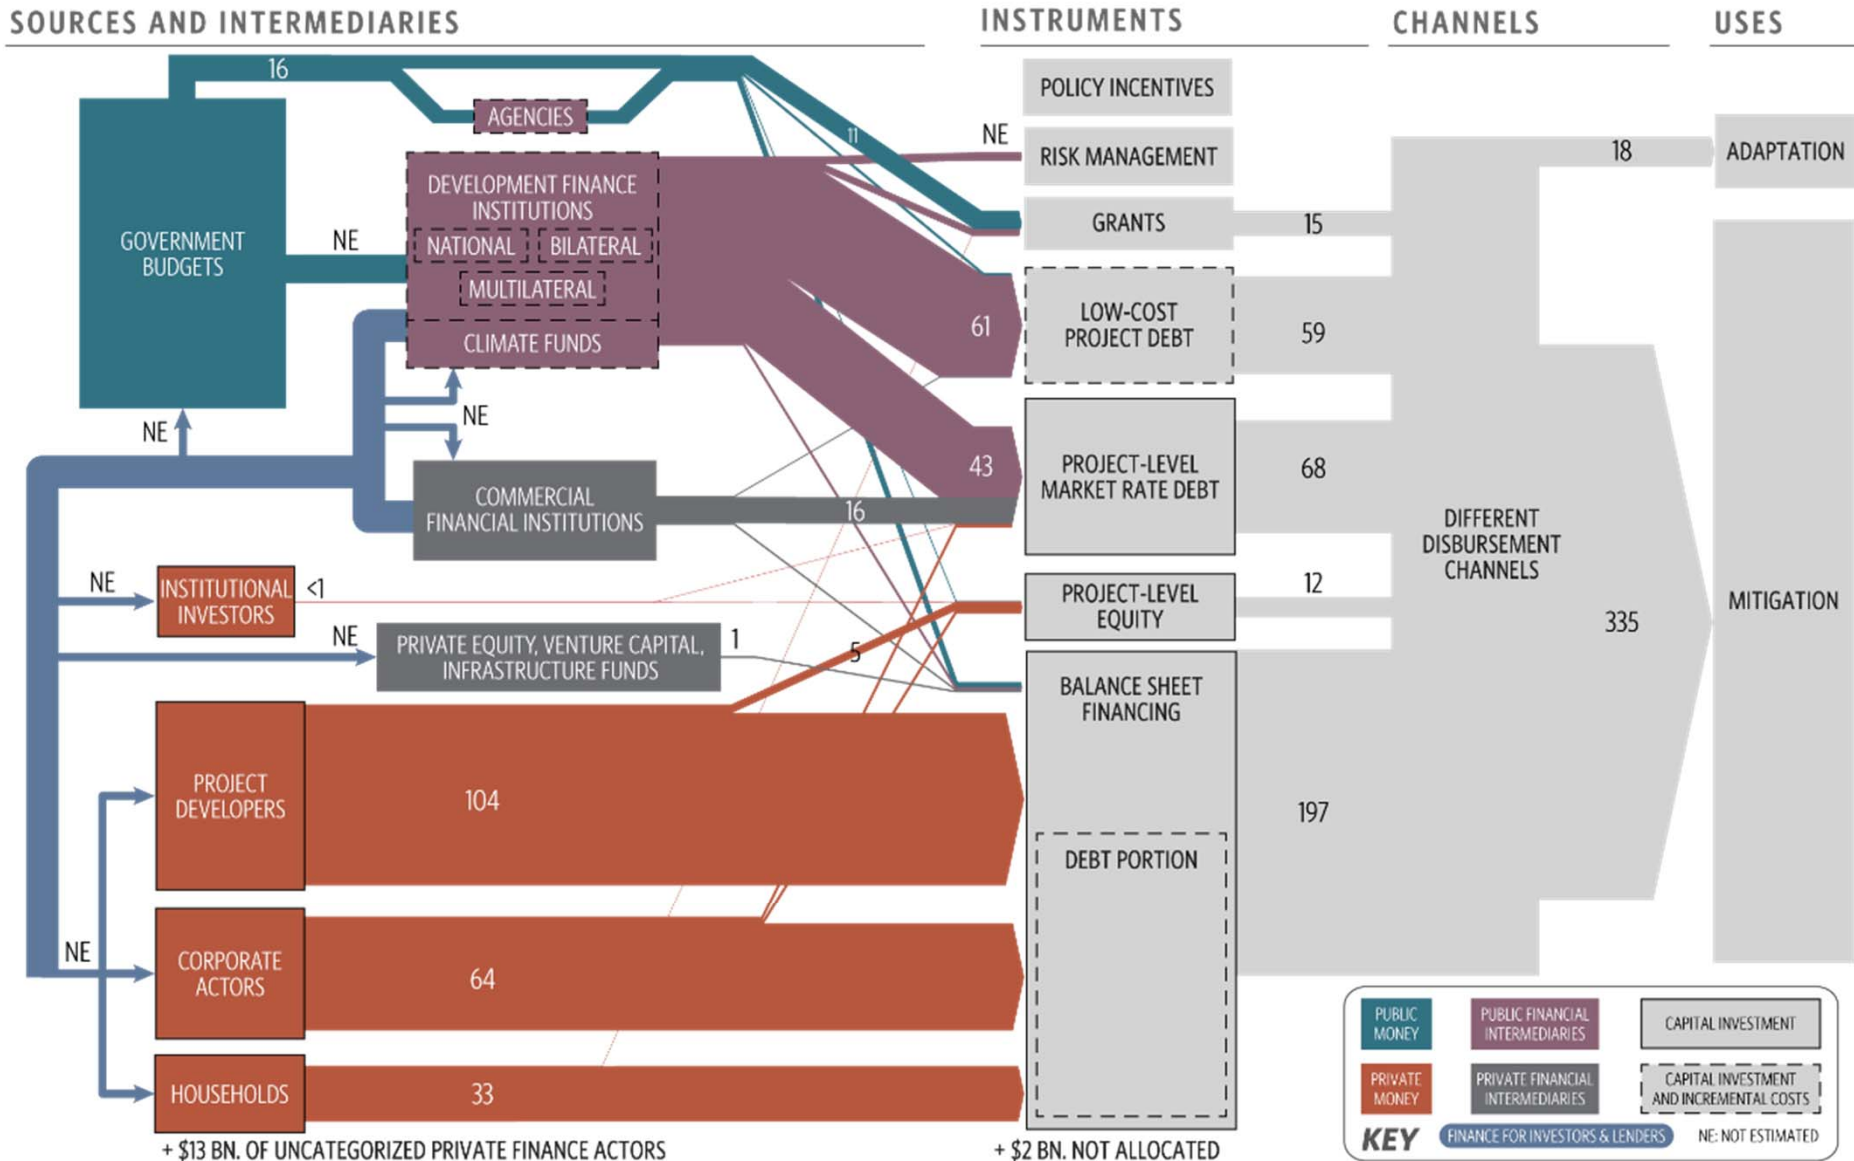 SOURCES AND INTERMEDIARIES
INSTRUMENTS
CHANNELS
USES
16
AGENCIES
GOVERNMENT
BUDGETS
NE
DEVELOPMENT FINANCE
INSTITUTIONS
NATIONAL
BILATERAL
MULTILATERAL
CLIMATE FUNDS
NE
NE
COMMERCIAL
FINANCIAL INSTITUTIONS
NE
INSTITUTIONAL
INVESTORS
<1
NE
PRIVATE EQUITY, VENTURE CAPITAL,
INFRASTRUCTURE FUNDS
1
PROJECT
DEVELOPERS
104
NE
CORPORATE
ACTORS
64
HOUSEHOLDS
33
+ $13 BN. OF UNCATEGORIZED PRIVATE FINANCE ACTORS
11
NE
61
43
16
5
POLICY INCENTIVES
RISK MANAGEMENT
GRANTS
15
LOW-COST
PROJECT DEBT
59
PROJECT-LEVEL
MARKET RATE DEBT
68
PROJECT-LEVEL
EQUITY
12
BALANCE SHEET
FINANCING
197
DEBT PORTION
+ $2 BN. NOT ALLOCATED
DIFFERENT
DISBURSEMENT
CHANNELS
18
335
ADAPTATION
MITIGATION
PUBLIC
MONEY
PUBLIC FINANCIAL
INTERMEDIARIES
CAPITAL INVESTMENT
PRIVATE
MONEY
PRIVATE FINANCIAL
INTERMEDIARIES
CAPITAL INVESTMENT
AND INCREMENTAL COSTS
KEY
FINANCE FOR INVESTORS & LENDERS
NE: NOT ESTIMATED